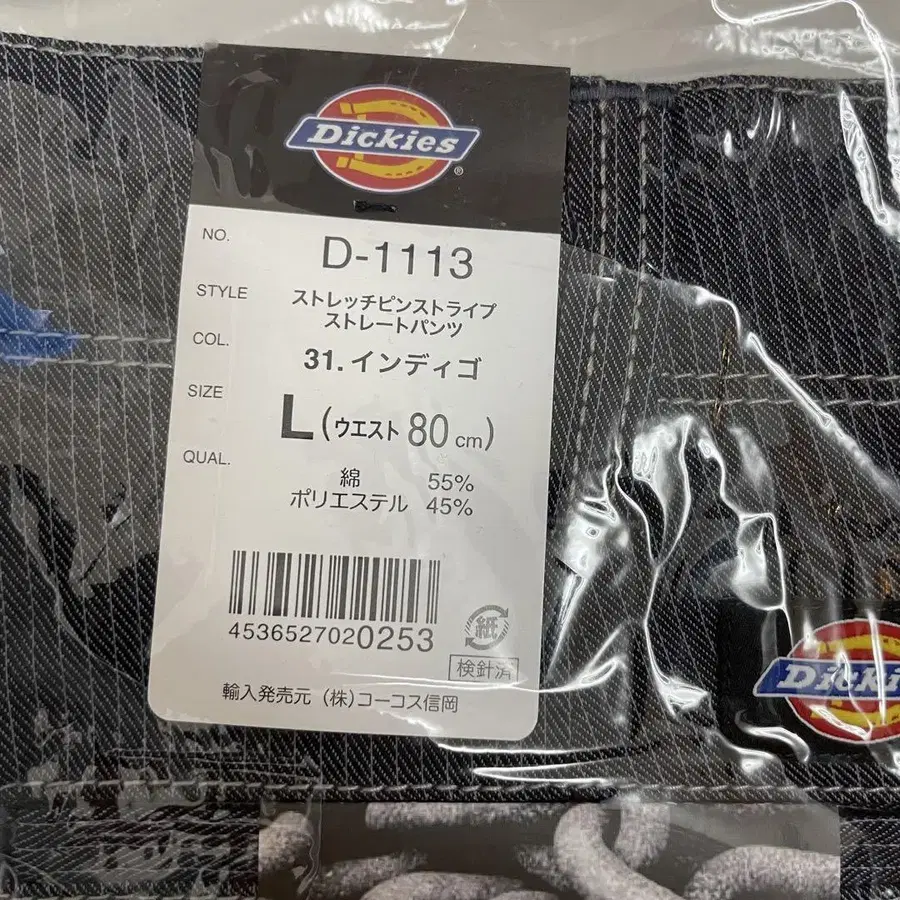 Dickies
®
NO.
D-1113
STYLE
ストレッチピンストライプ
ストレートパンツ
COL.
31. インディゴ
SIZE
L (ウエスト 80 cm)
QUAL.
綿 55%
ポリエステル 45%
4536527020253
紙
検針済
輸入発売元 (株)コーコス信岡
Dickies